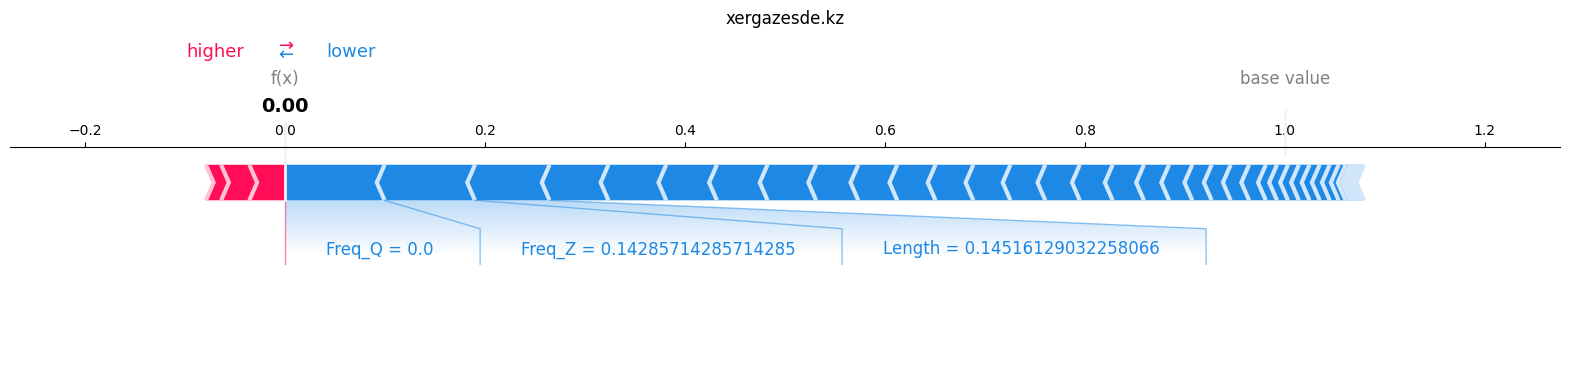 xergazesde.kz
higher ⇄ lower
f(x)
base value
0.00
−0.2 0.0 0.2 0.4 0.6 0.8 1.0 1.2
Freq_Q = 0.0
Freq_Z = 0.14285714285714285
Length = 0.14516129032258066